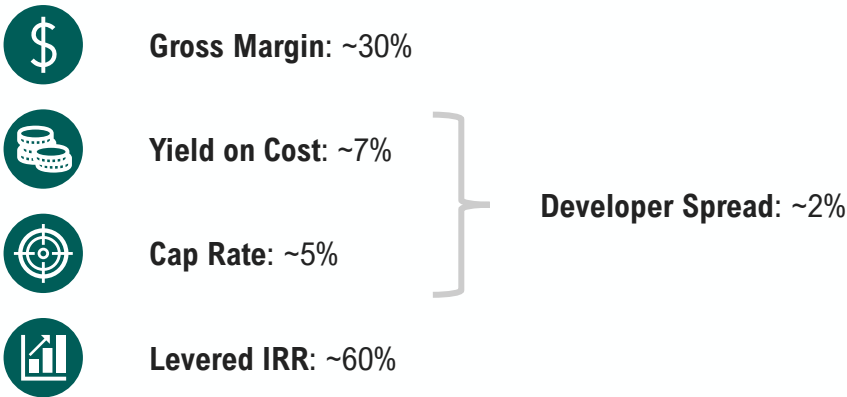 Gross Margin: ~30%
Yield on Cost: ~7%
Developer Spread: ~2%
Cap Rate: ~5%
Levered IRR: ~60%